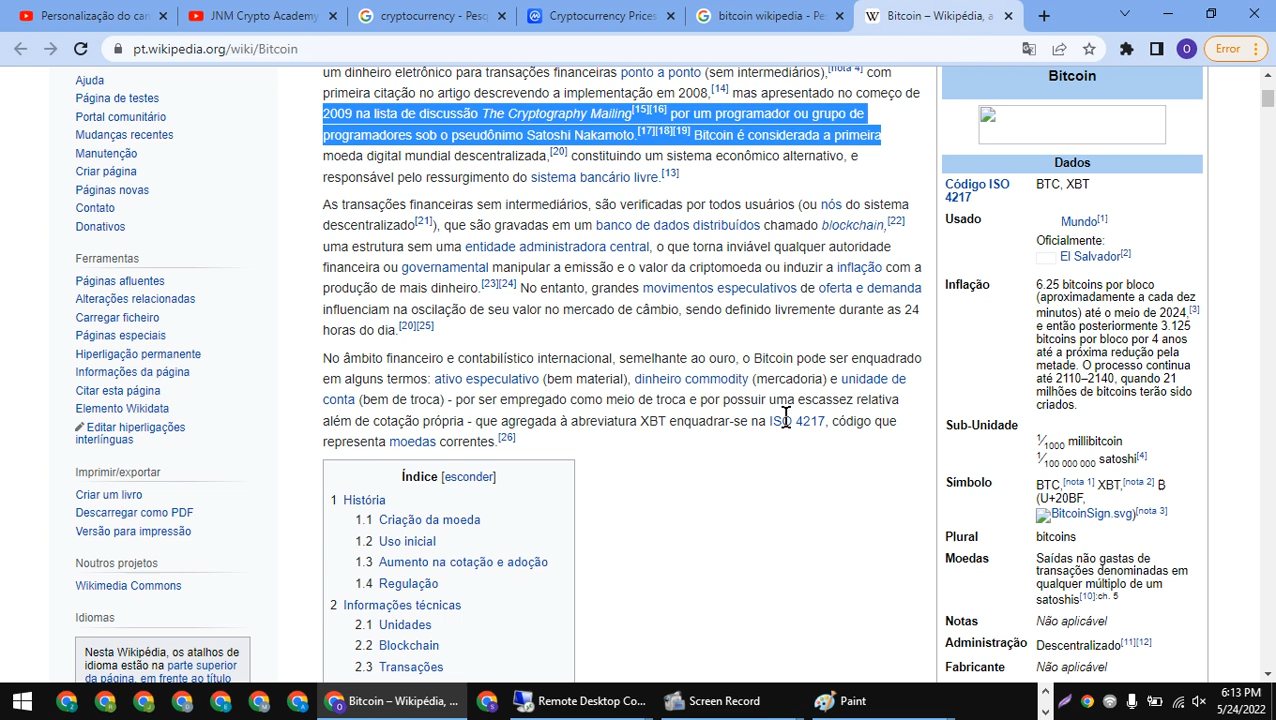 Personalização do can
JNM Crypto Academy
cryptocurrency - Pesq
Cryptocurrency Prices
bitcoin wikipedia - Pe
Bitcoin – Wikipédia, a
pt.wikipedia.org/wiki/Bitcoin
O
Error
Ajuda
Página de testes
Portal comunitário
Mudanças recentes
Manutenção
Criar página
Páginas novas
Contato
Donativos
Ferramentas
Páginas afluentes
Alterações relacionadas
Carregar ficheiro
Páginas especiais
Hiperligação permanente
Informações da página
Citar esta página
Elemento Wikidata
Editar hiperligações
interlínguis
Imprimir/exportar
Criar um livro
Descarregar como PDF
Versão para impressão
Noutros projetos
Wikimedia Commons
Idiomas
Nesta Wikipédia, os atalhos de
idioma estão na parte superior
da página, em frente ao título
um dinheiro eletrônico para transações financeiras ponto a ponto (sem intermediários),[nota 4] com
primeira citação no artigo descrevendo a implementação em 2008,[14] mas apresentado no começo de
2009 na lista de discussão The Cryptography Mailing[15][16] por um programador ou grupo de
programadores sob o pseudônimo Satoshi Nakamoto.[17][18][19] Bitcoin é considerada a primeira
moeda digital mundial descentralizada,[20] constituindo um sistema econômico alternativo, e
responsável pelo ressurgimento do sistema bancário livre.[13]
As transações financeiras sem intermediários, são verificadas por todos usuários (ou nós do sistema
descentralizado[21]), que são gravadas em um banco de dados distribuídos chamado blockchain,[22]
uma estrutura sem uma entidade administradora central, o que torna inviável qualquer autoridade
financeira ou governamental manipular a emissão e o valor da criptomoeda ou induzir a inflação com a
produção de mais dinheiro.[23][24] No entanto, grandes movimentos especulativos de oferta e demanda
influenciam na oscilação de seu valor no mercado de câmbio, sendo definido livremente durante as 24
horas do dia.[20][25]
No âmbito financeiro e contabilístico internacional, semelhante ao ouro, o Bitcoin pode ser enquadrado
em alguns termos: ativo especulativo (bem material), dinheiro commodity (mercadoria) e unidade de
conta (bem de troca) - por ser empregado como meio de troca e por possuir uma escassez relativa
além de cotação própria - que agregada à abreviatura XBT enquadrar-se na ISO 4217, código que
representa moedas correntes.[26]
Índice [esconder]
1 História
1.1 Criação da moeda
1.2 Uso inicial
1.3 Aumento na cotação e adoção
1.4 Regulação
2 Informações técnicas
2.1 Unidades
2.2 Blockchain
2.3 Transações
Bitcoin
Dados
Código ISO 4217 BTC, XBT
Usado Mundo[1]
Oficialmente:
El Salvador[2]
Inflação 6.25 bitcoins por bloco
(aproximadamente a cada dez
minutos) até o meio de 2024,[3]
e então posteriormente 3.125
bitcoins por bloco por 4 anos
até a próxima redução pela
metade. O processo continua
até 2110–2140, quando 21
milhões de bitcoins terão sido
criados.
Sub-Unidade
1⁄1000 millibitcoin
1⁄100 000 000 satoshi[4]
Símbolo BTC,[nota 1] XBT,[nota 2] ₿
(U+20BF,
BitcoinSign.svg)[nota 3]
Plural bitcoins
Moedas Saídas não gastas de
transações denominadas em
qualquer múltiplo de um
satoshis[10]:ch. 5
Notas Não aplicável
Administração Descentralizado[11][12]
Fabricante Não aplicável
Bitcoin – Wikipédia, ...
Remote Desktop Co...
Screen Record
Paint
6:13 PM
5/24/2022